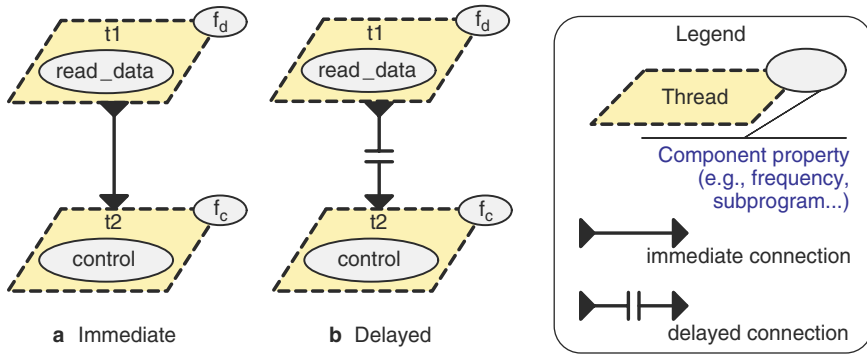 t1
f_d
read_data
t2
f_c
control
a Immediate
t1
f_d
read_data
t2
f_c
control
b Delayed
Legend
Thread
Component property
(e.g., frequency,
subprogram...)
immediate connection
delayed connection